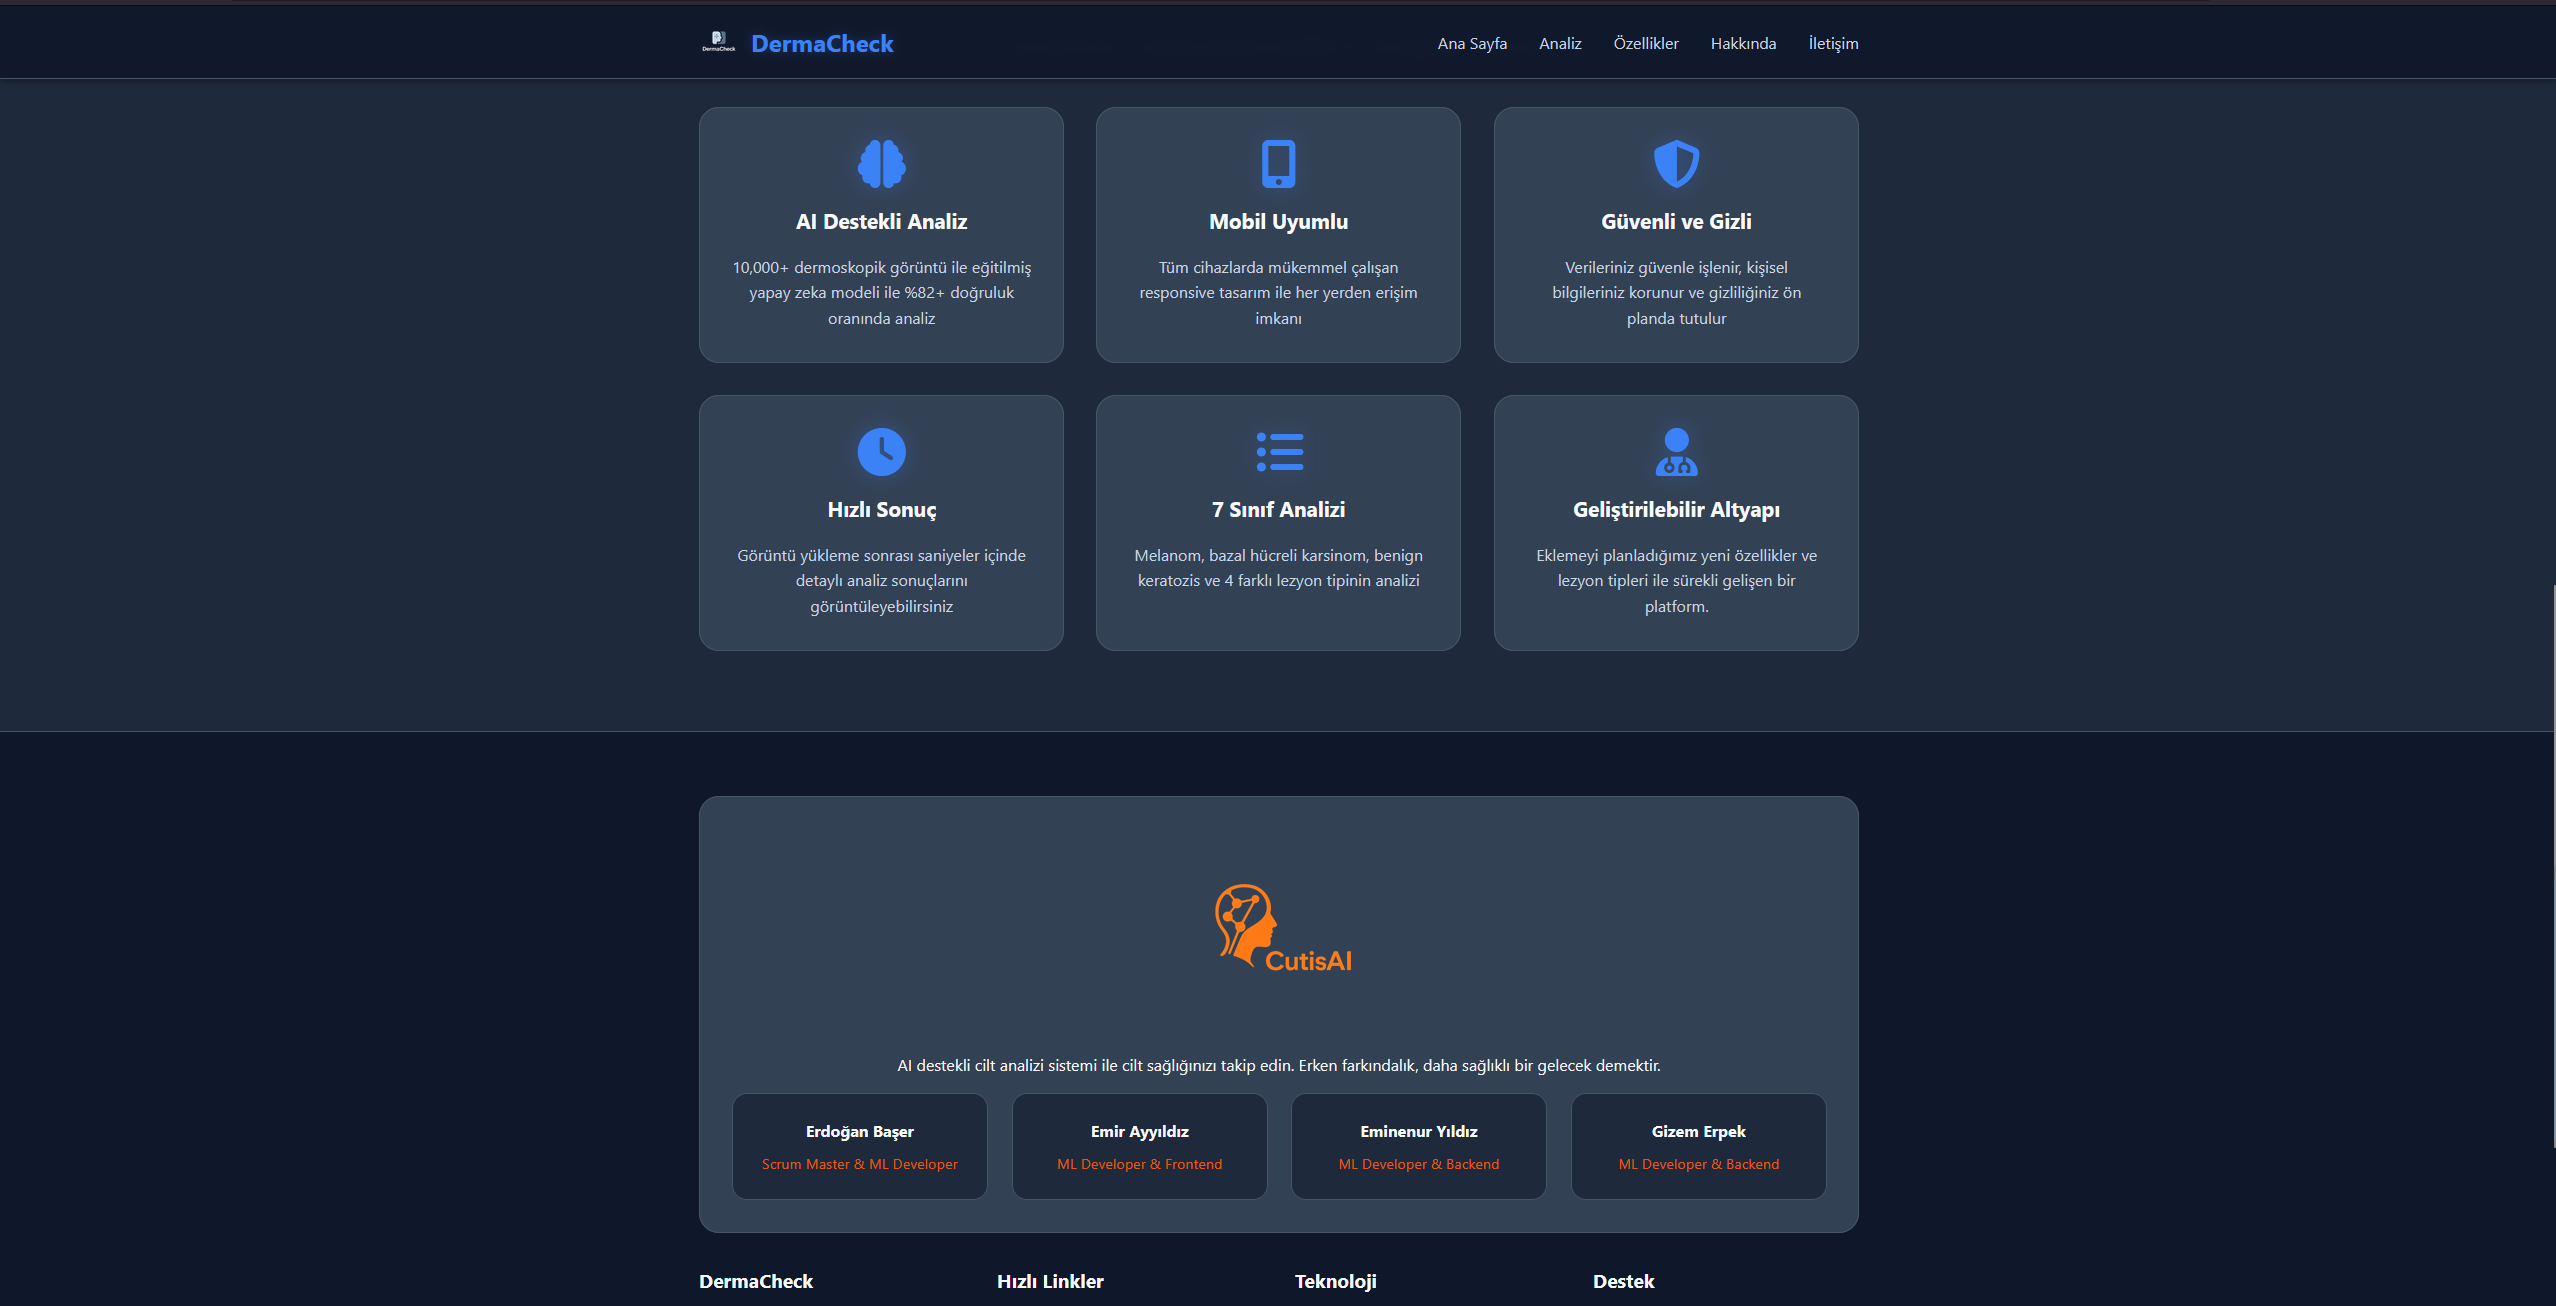 DermaCheck
DermaCheck
Ana Sayfa
Analiz
Özellikler
Hakkında
İletişim
AI Destekli Analiz
10,000+ dermoskopik görüntü ile eğitilmiş
yapay zeka modeli ile %82+ doğruluk
oranında analiz
Mobil Uyumlu
Tüm cihazlarda mükemmel çalışan
responsive tasarım ile her yerden erişim
imkanı
Güvenli ve Gizli
Verileriniz güvenle işlenir, kişisel
bilgileriniz korunur ve gizliliğiniz ön
planda tutulur
Hızlı Sonuç
Görüntü yükleme sonrası saniyeler içinde
detaylı analiz sonuçlarını
görüntüleyebilirsiniz
7 Sınıf Analizi
Melanom, bazal hücreli karsinom, benign
keratozis ve 4 farklı lezyon tipinin analizi
Geliştirilebilir Altyapı
Eklemeyi planladığımız yeni özellikler ve
lezyon tipleri ile sürekli gelişen bir
platform.
CutisAI
AI destekli cilt analizi sistemi ile cilt sağlığınızı takip edin. Erken farkındalık, daha sağlıklı bir gelecek demektir.
Erdoğan Başer
Scrum Master & ML Developer
Emir Ayyıldız
ML Developer & Frontend
Eminenur Yıldız
ML Developer & Backend
Gizem Erpek
ML Developer & Backend
DermaCheck
Hızlı Linkler
Teknoloji
Destek